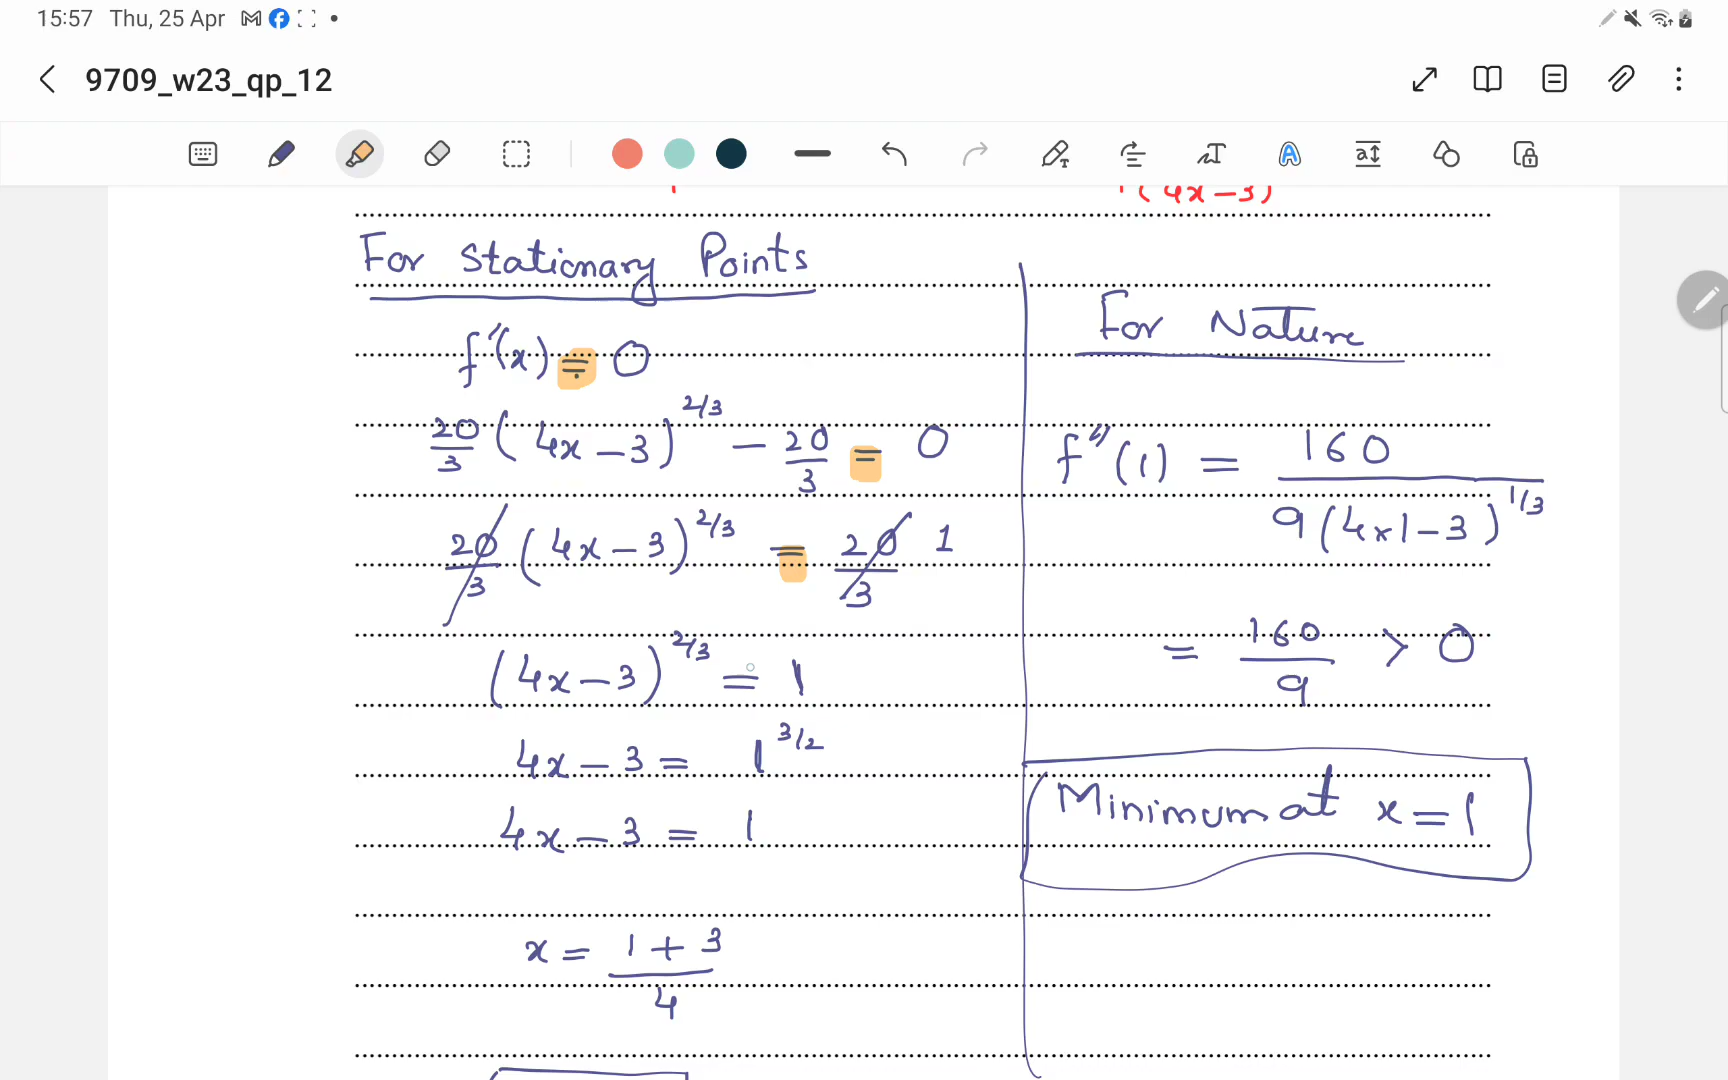 15:57 Thu, 25 Apr
9709_w23_qp_12
(4x-3)
For Stationary Points
f'(x) = 0
20/3 (4x-3)^2/3 - 20/3 = 0
20/3 (4x-3)^2/3 = 20/3 1
(4x-3)^2/3 = 1
4x-3 = 1^3/2
4x-3 = 1
x = (1+3)/4
For Nature
f''(1) = 160/(9(4x1-3)^1/3)
= 160/9 > 0
Minimum at x=1